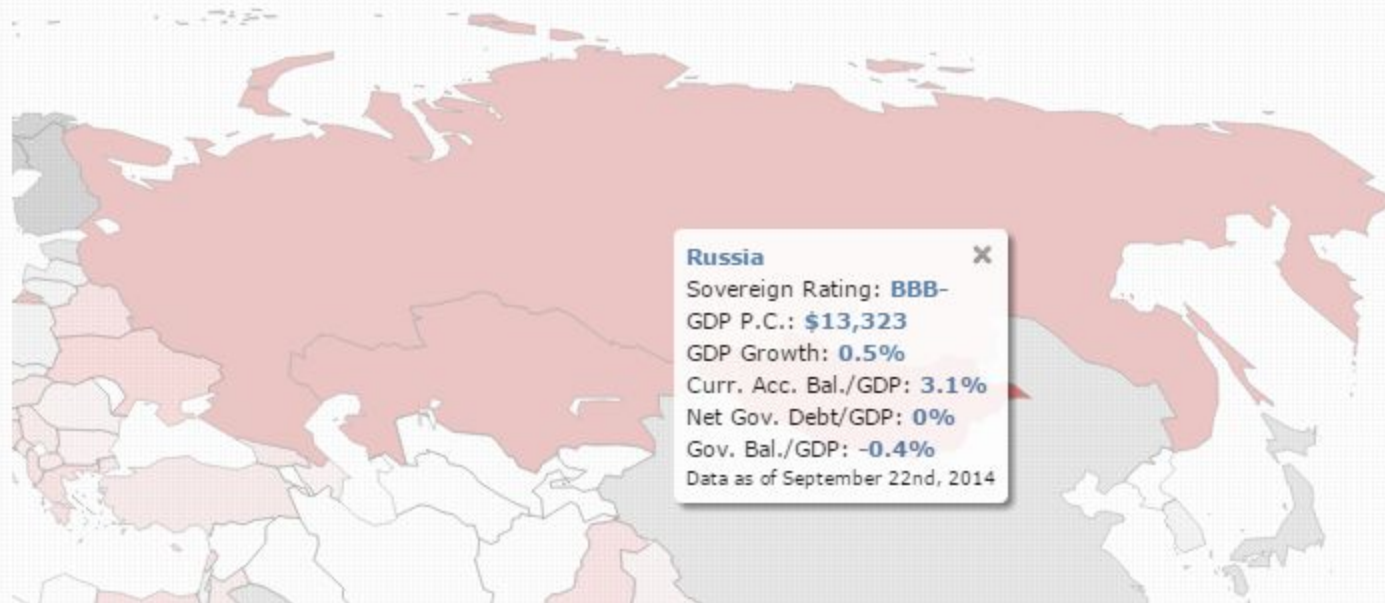 Russia
Sovereign Rating: BBB-
GDP P.C.: $13,323
GDP Growth: 0.5%
Curr. Acc. Bal./GDP: 3.1%
Net Gov. Debt/GDP: 0%
Gov. Bal./GDP: -0.4%
Data as of September 22nd, 2014